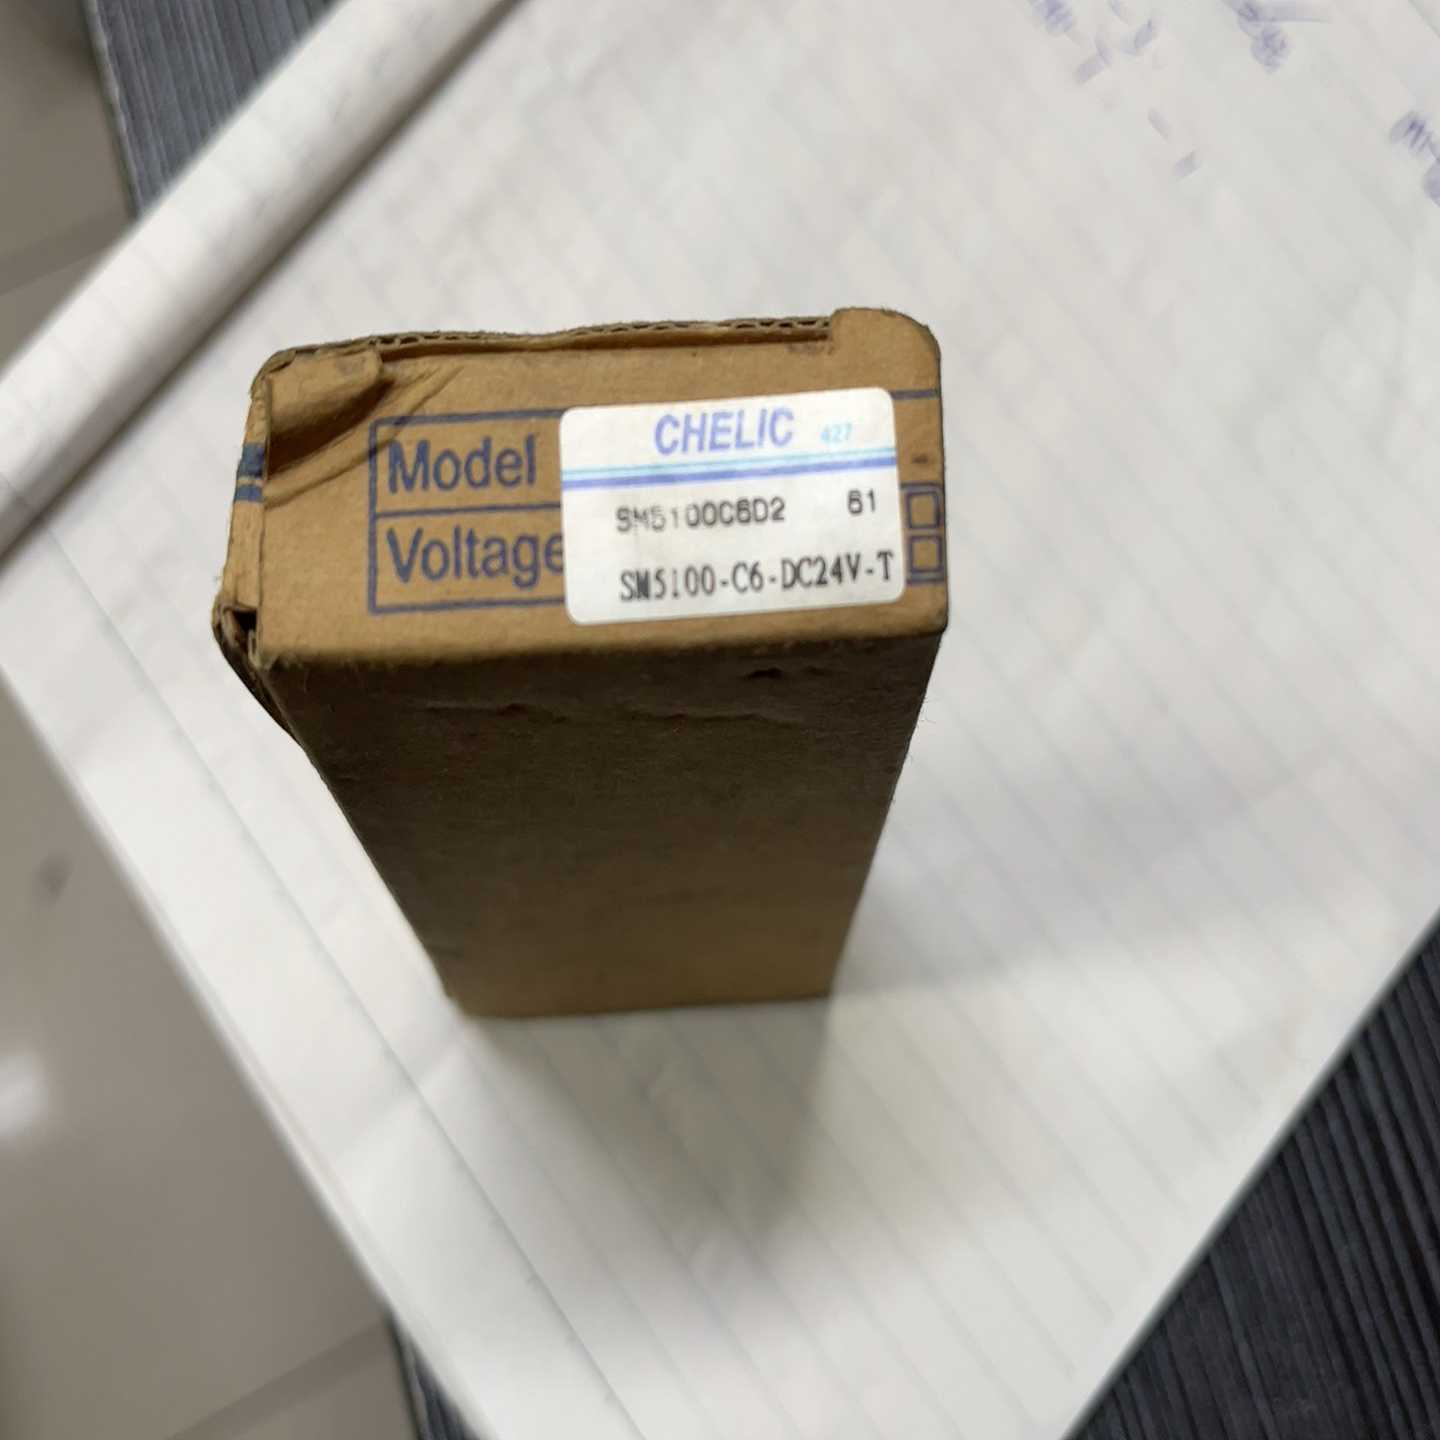 CHELIC 427
Model
SM5100C6D2 61
Voltage
SM5100-C6-DC24V-T